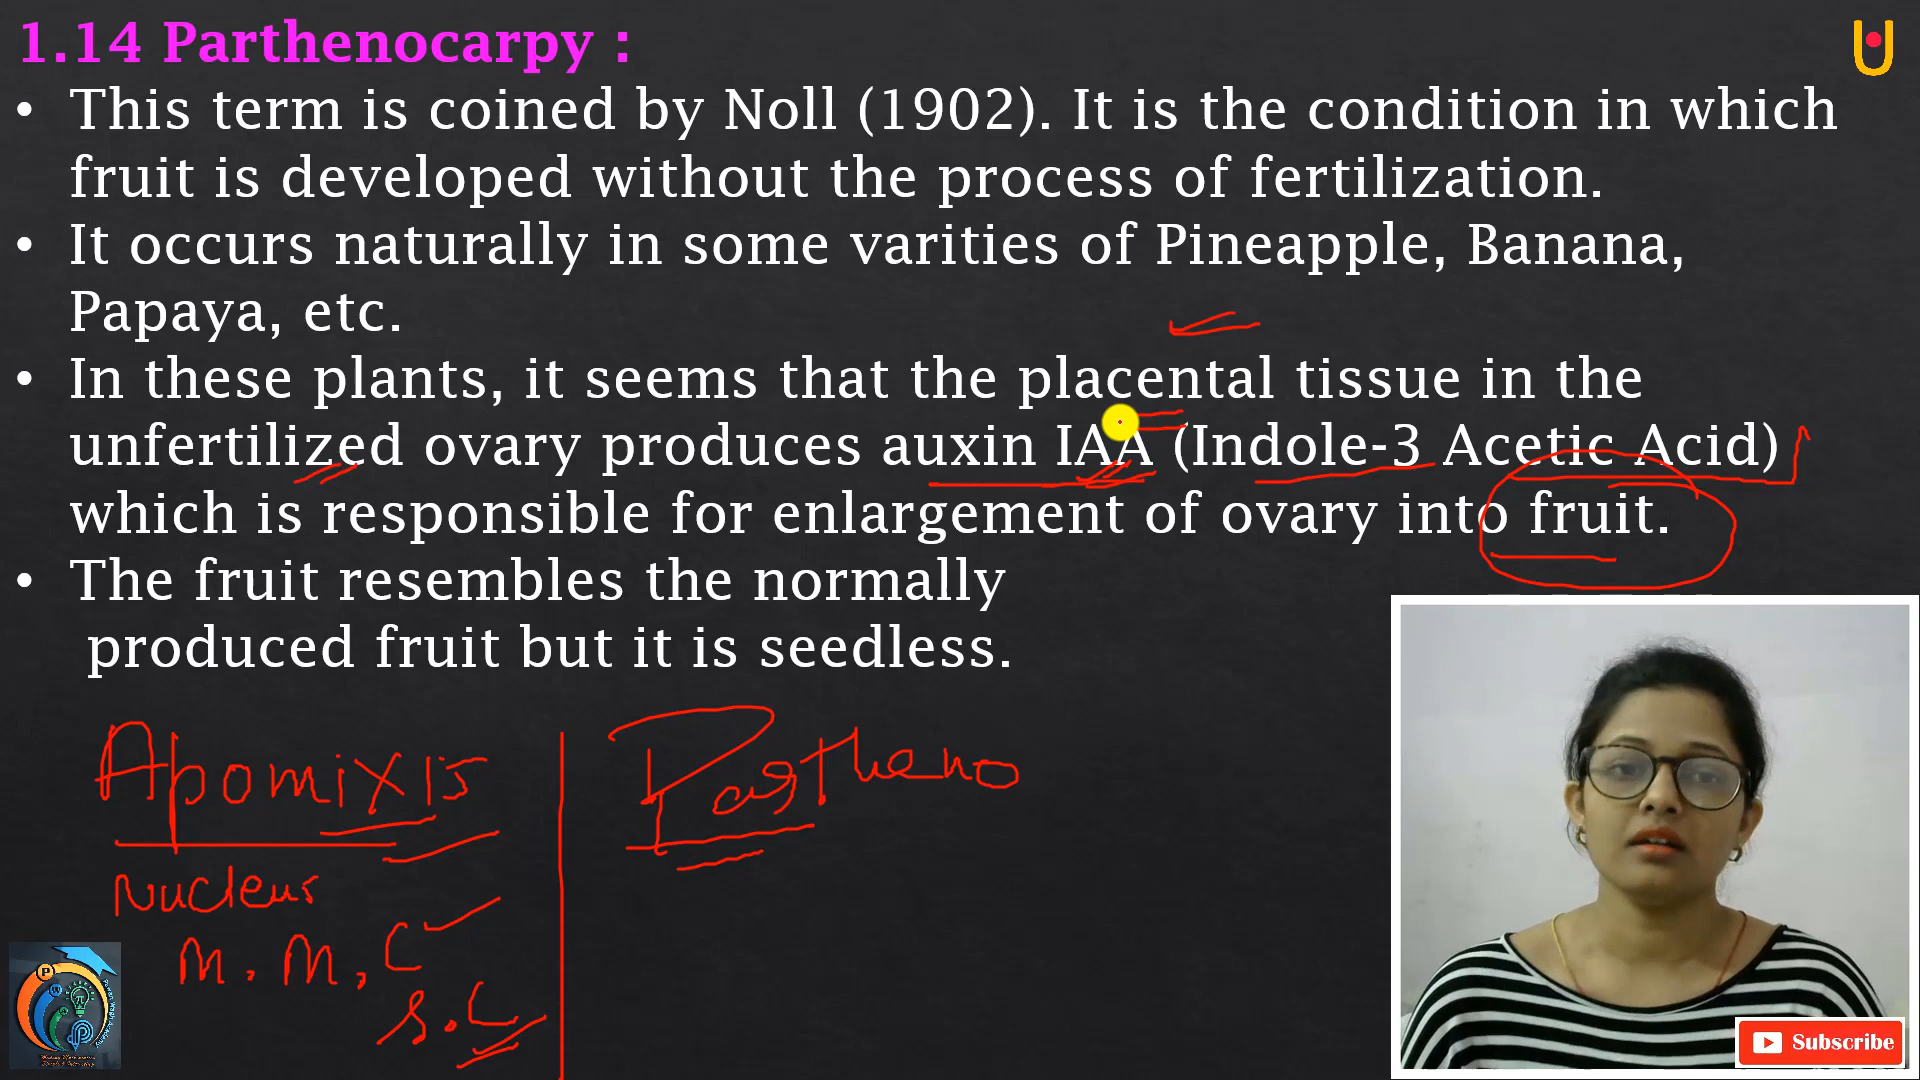 1.14 Parthenocarpy :
• This term is coined by Noll (1902). It is the condition in which
fruit is developed without the process of fertilization.
• It occurs naturally in some varities of Pineapple, Banana,
Papaya, etc.
• In these plants, it seems that the placental tissue in the
unfertilized ovary produces auxin IAA (Indole-3 Acetic Acid)
which is responsible for enlargement of ovary into fruit.
• The fruit resembles the normally
produced fruit but it is seedless.
Apomixis
Partheno
Nucleus
M. M. C
S. C
Subscribe